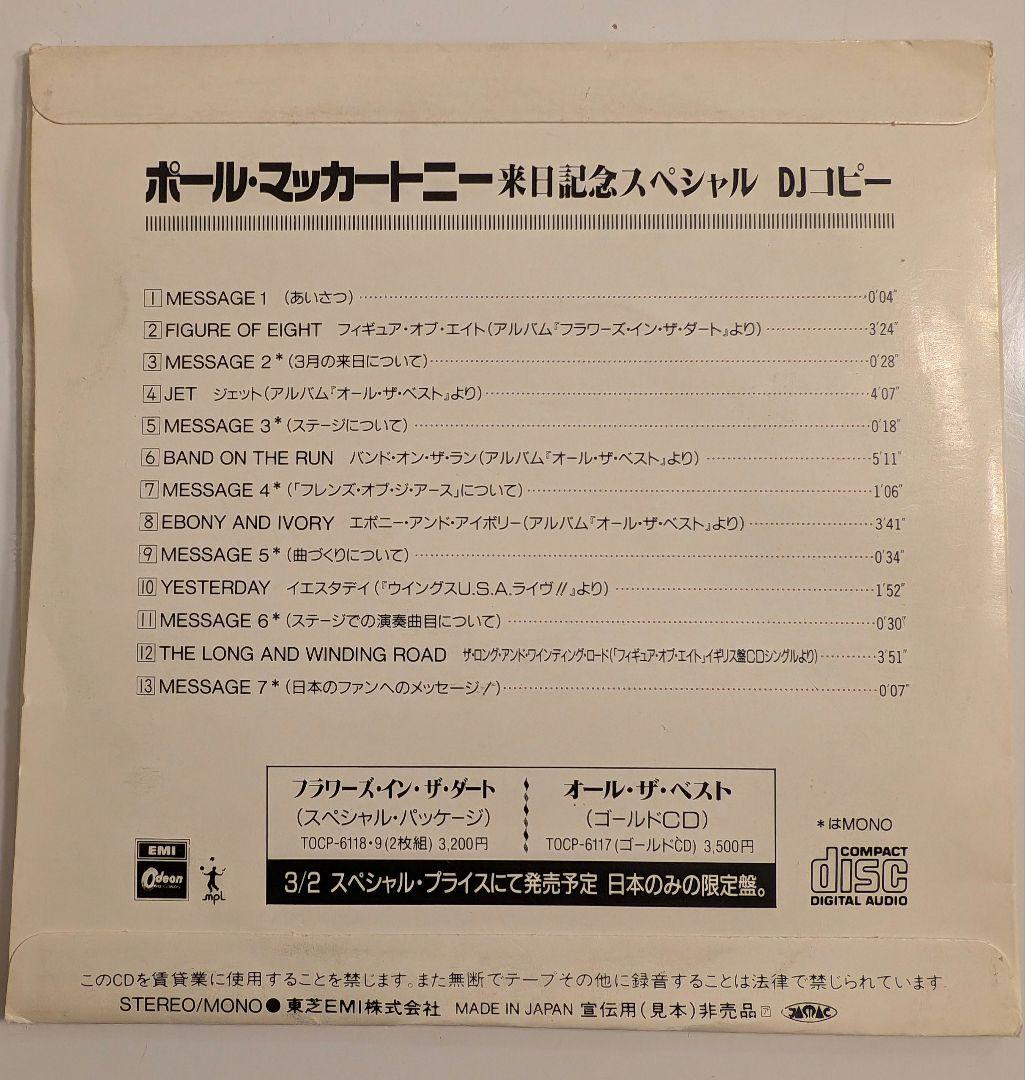 ポール・マッカートニー来日記念スペシャル DJコピー
1 MESSAGE 1 (あいさつ) 0'04"
2 FIGURE OF EIGHT フィギュア・オブ・エイト(アルバム『フラワーズ・イン・ザ・ダート』より) 3'24"
3 MESSAGE 2* (3月の来日について) 0'28"
4 JET ジェット(アルバム『オール・ザ・ベスト』より) 4'07"
5 MESSAGE 3* (ステージについて) 0'18"
6 BAND ON THE RUN バンド・オン・ザ・ラン(アルバム『オール・ザ・ベスト』より) 5'11"
7 MESSAGE 4* (「フレンズ・オブ・ジ・アース」について) 1'06"
8 EBONY AND IVORY エボニー・アンド・アイボリー(アルバム『オール・ザ・ベスト』より) 3'41"
9 MESSAGE 5* (曲づくりについて) 0'34"
10 YESTERDAY イエスタデイ(『ウイングスU.S.A.ライヴ!!』より) 1'52"
11 MESSAGE 6* (ステージでの演奏曲目について) 0'30"
12 THE LONG AND WINDING ROAD ザ・ロング・アンド・ワインディング・ロード(「フィギュア・オブ・エイト」イギリス盤CDシングルより) 3'51"
13 MESSAGE 7* (日本のファンへのメッセージ!) 0'07"
フラワーズ・イン・ザ・ダート
(スペシャル・パッケージ)
TOCP-6118・9(2枚組) 3,200円
オール・ザ・ベスト
(ゴールドCD)
TOCP-6117(ゴールドCD) 3,500円
3/2 スペシャル・プライスにて発売予定 日本のみの限定盤。
*はMONO
EMI
Odeon
MPL
COMPACT
disc
DIGITAL AUDIO
このCDを賃貸業に使用することを禁じます。また無断でテープその他に録音することは法律で禁じられています.
STEREO/MONO● 東芝EMI株式会社 MADE IN JAPAN 宣伝用(見本)非売品 ア JASRAC